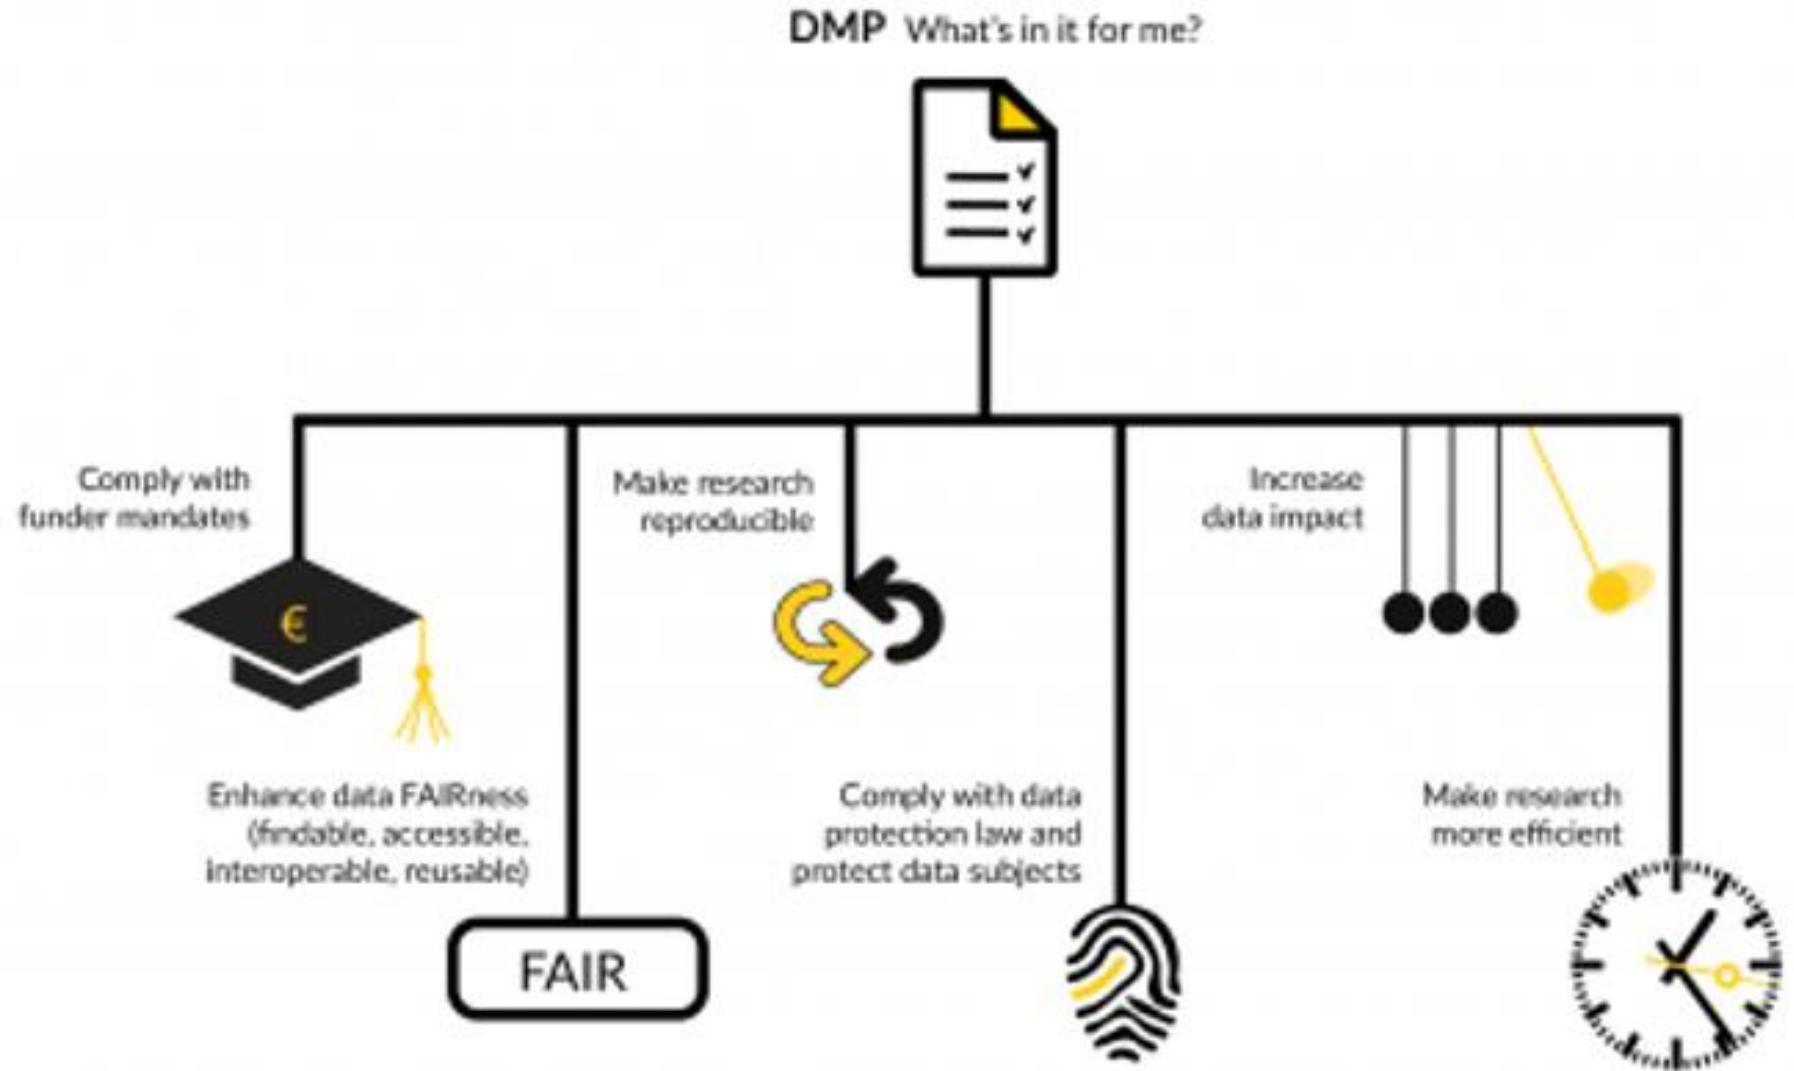 DMP What's in it for me?
Comply with
funder mandates
€
Enhance data FAIRness
(findable, accessible,
interoperable, reusable)
FAIR
Make research
reproducible
Comply with data
protection law and
protect data subjects
Increase
data impact
Make research
more efficient